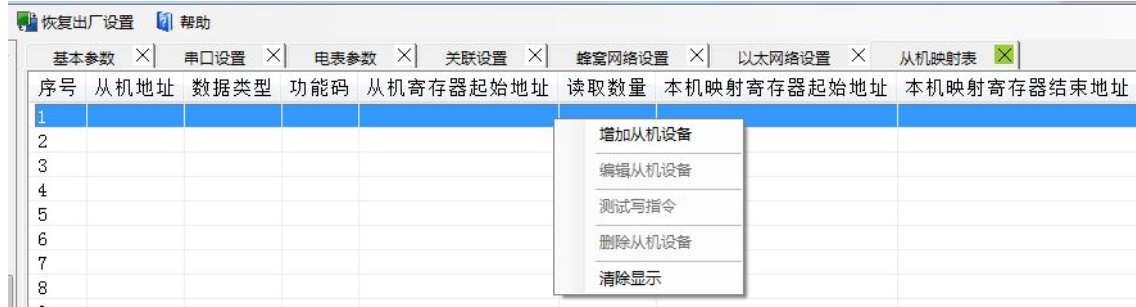 恢复出厂设置 帮助
基本参数 串口设置 电表参数 关联设置 蜂窝网络设置 以太网络设置 从机映射表
序号 从机地址 数据类型 功能码 从机寄存器起始地址 读取数量 本机映射寄存器起始地址 本机映射寄存器结束地址
1
增加从机设备
2
编辑从机设备
3
4
测试写指令
5
删除从机设备
6
7
清除显示
8